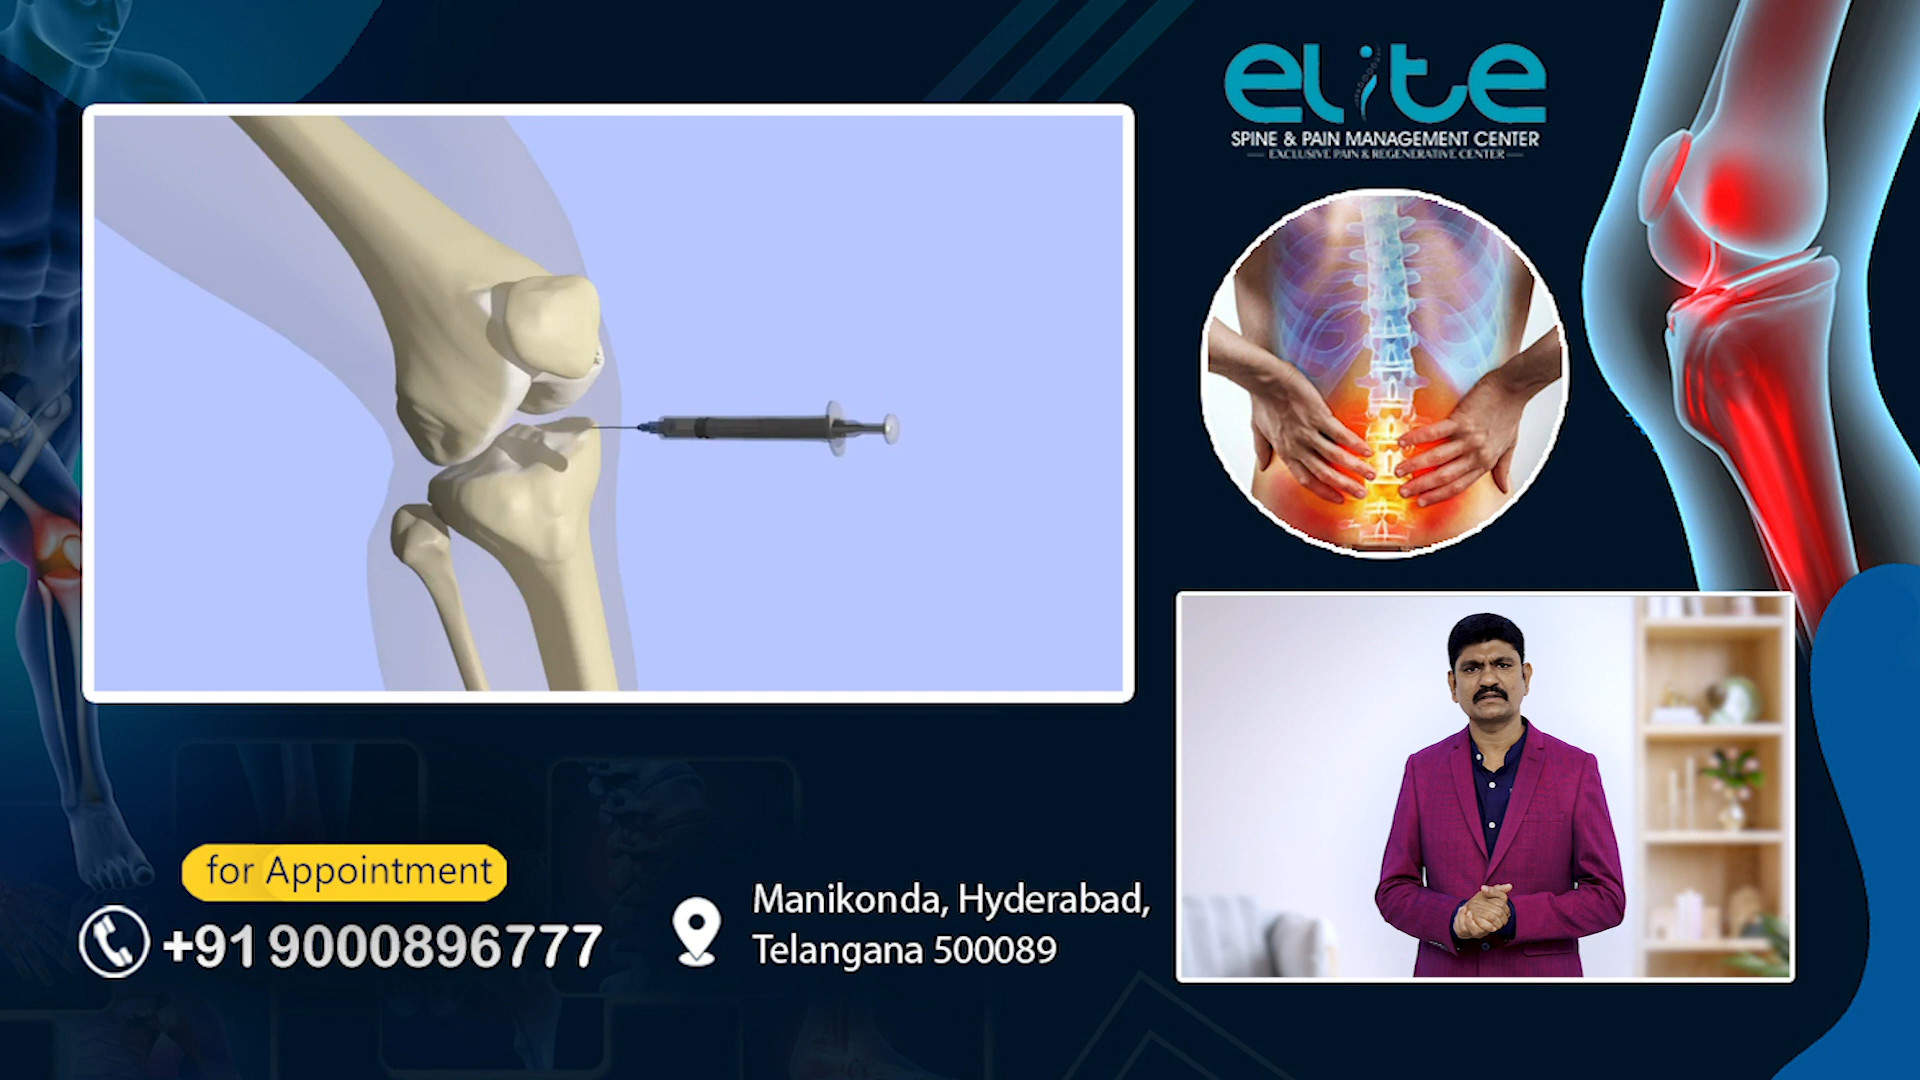 elite
SPINE & PAIN MANAGEMENT CENTER
EXCLUSIVE PAIN & REGENERATIVE CENTER
for Appointment
+91 9000896777
Manikonda, Hyderabad,
Telangana 500089